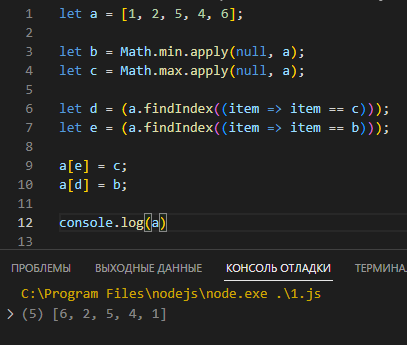 1 let a = [1, 2, 5, 4, 6];
2
3 let b = Math.min.apply(null, a);
4 let c = Math.max.apply(null, a);
5
6 let d = (a.findIndex((item => item == c)));
7 let e = (a.findIndex((item => item == b)));
8
9 a[e] = c;
10 a[d] = b;
11
12 console.log(a)
13
ПРОБЛЕМЫ ВЫХОДНЫЕ ДАННЫЕ КОНСОЛЬ ОТЛАДКИ ТЕРМИНА
C:\Program Files\nodejs\node.exe .\1.js
> (5) [6, 2, 5, 4, 1]